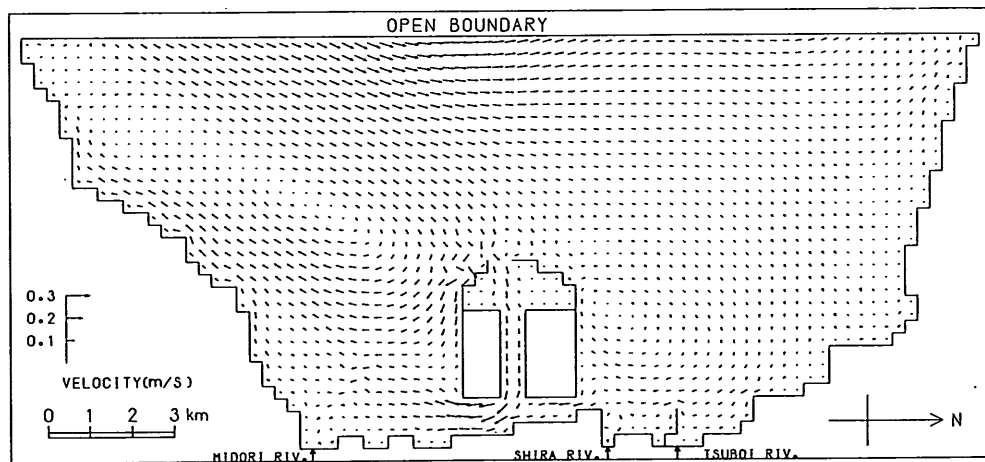 OPEN BOUNDARY
0.3
0.2
0.1
VELOCITY(m/S)
0 1 2 3 km
N
MIDORI RIV.
SHIRA RIV.
TSUBOI RIV.